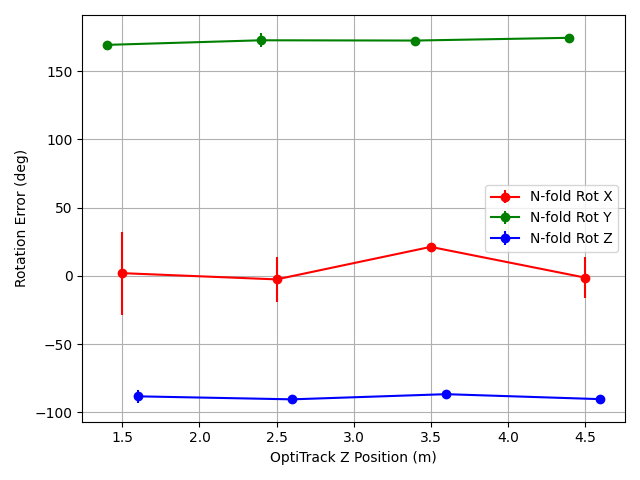 150
100
50
0
−50
−100
Rotation Error (deg)
N-fold Rot X
N-fold Rot Y
N-fold Rot Z
1.5 2.0 2.5 3.0 3.5 4.0 4.5
OptiTrack Z Position (m)